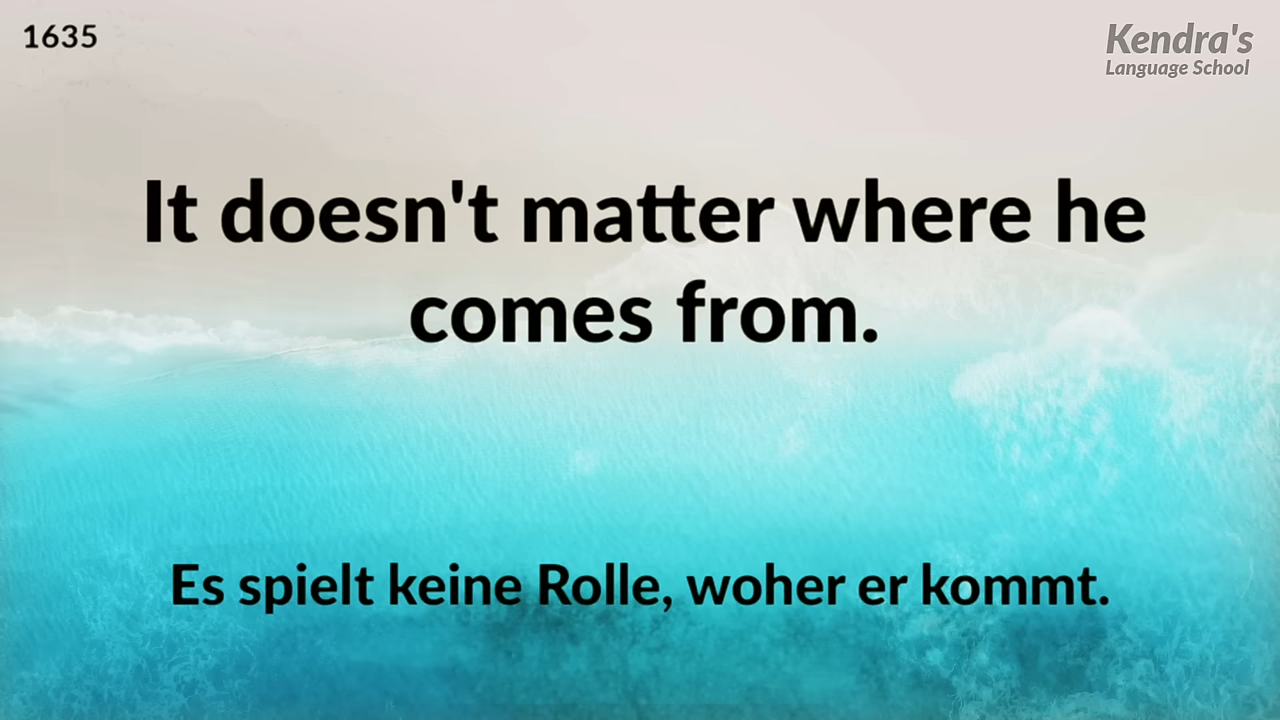 1635
Kendra's
Language School
It doesn't matter where he
comes from.
Es spielt keine Rolle, woher er kommt.